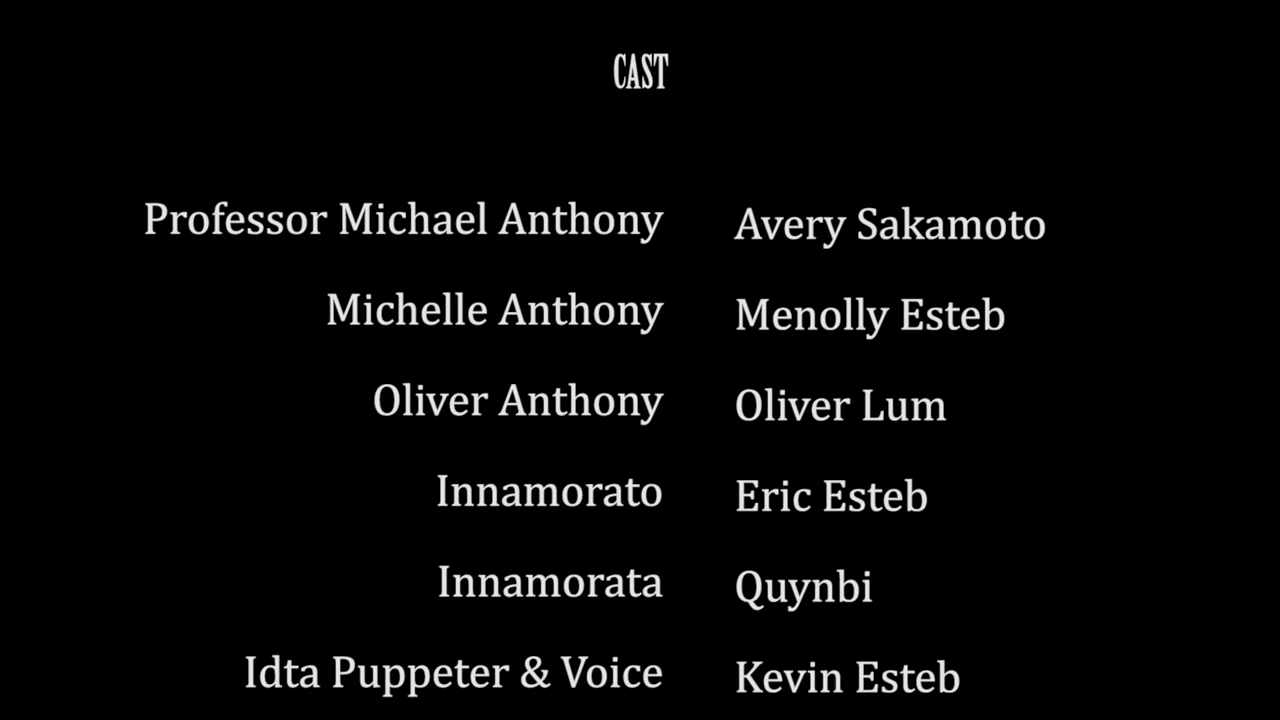 CAST
Professor Michael Anthony Avery Sakamoto
Michelle Anthony Menolly Esteb
Oliver Anthony Oliver Lum
Innamorato Eric Esteb
Innamorata Quynbi
Idta Puppeter & Voice Kevin Esteb